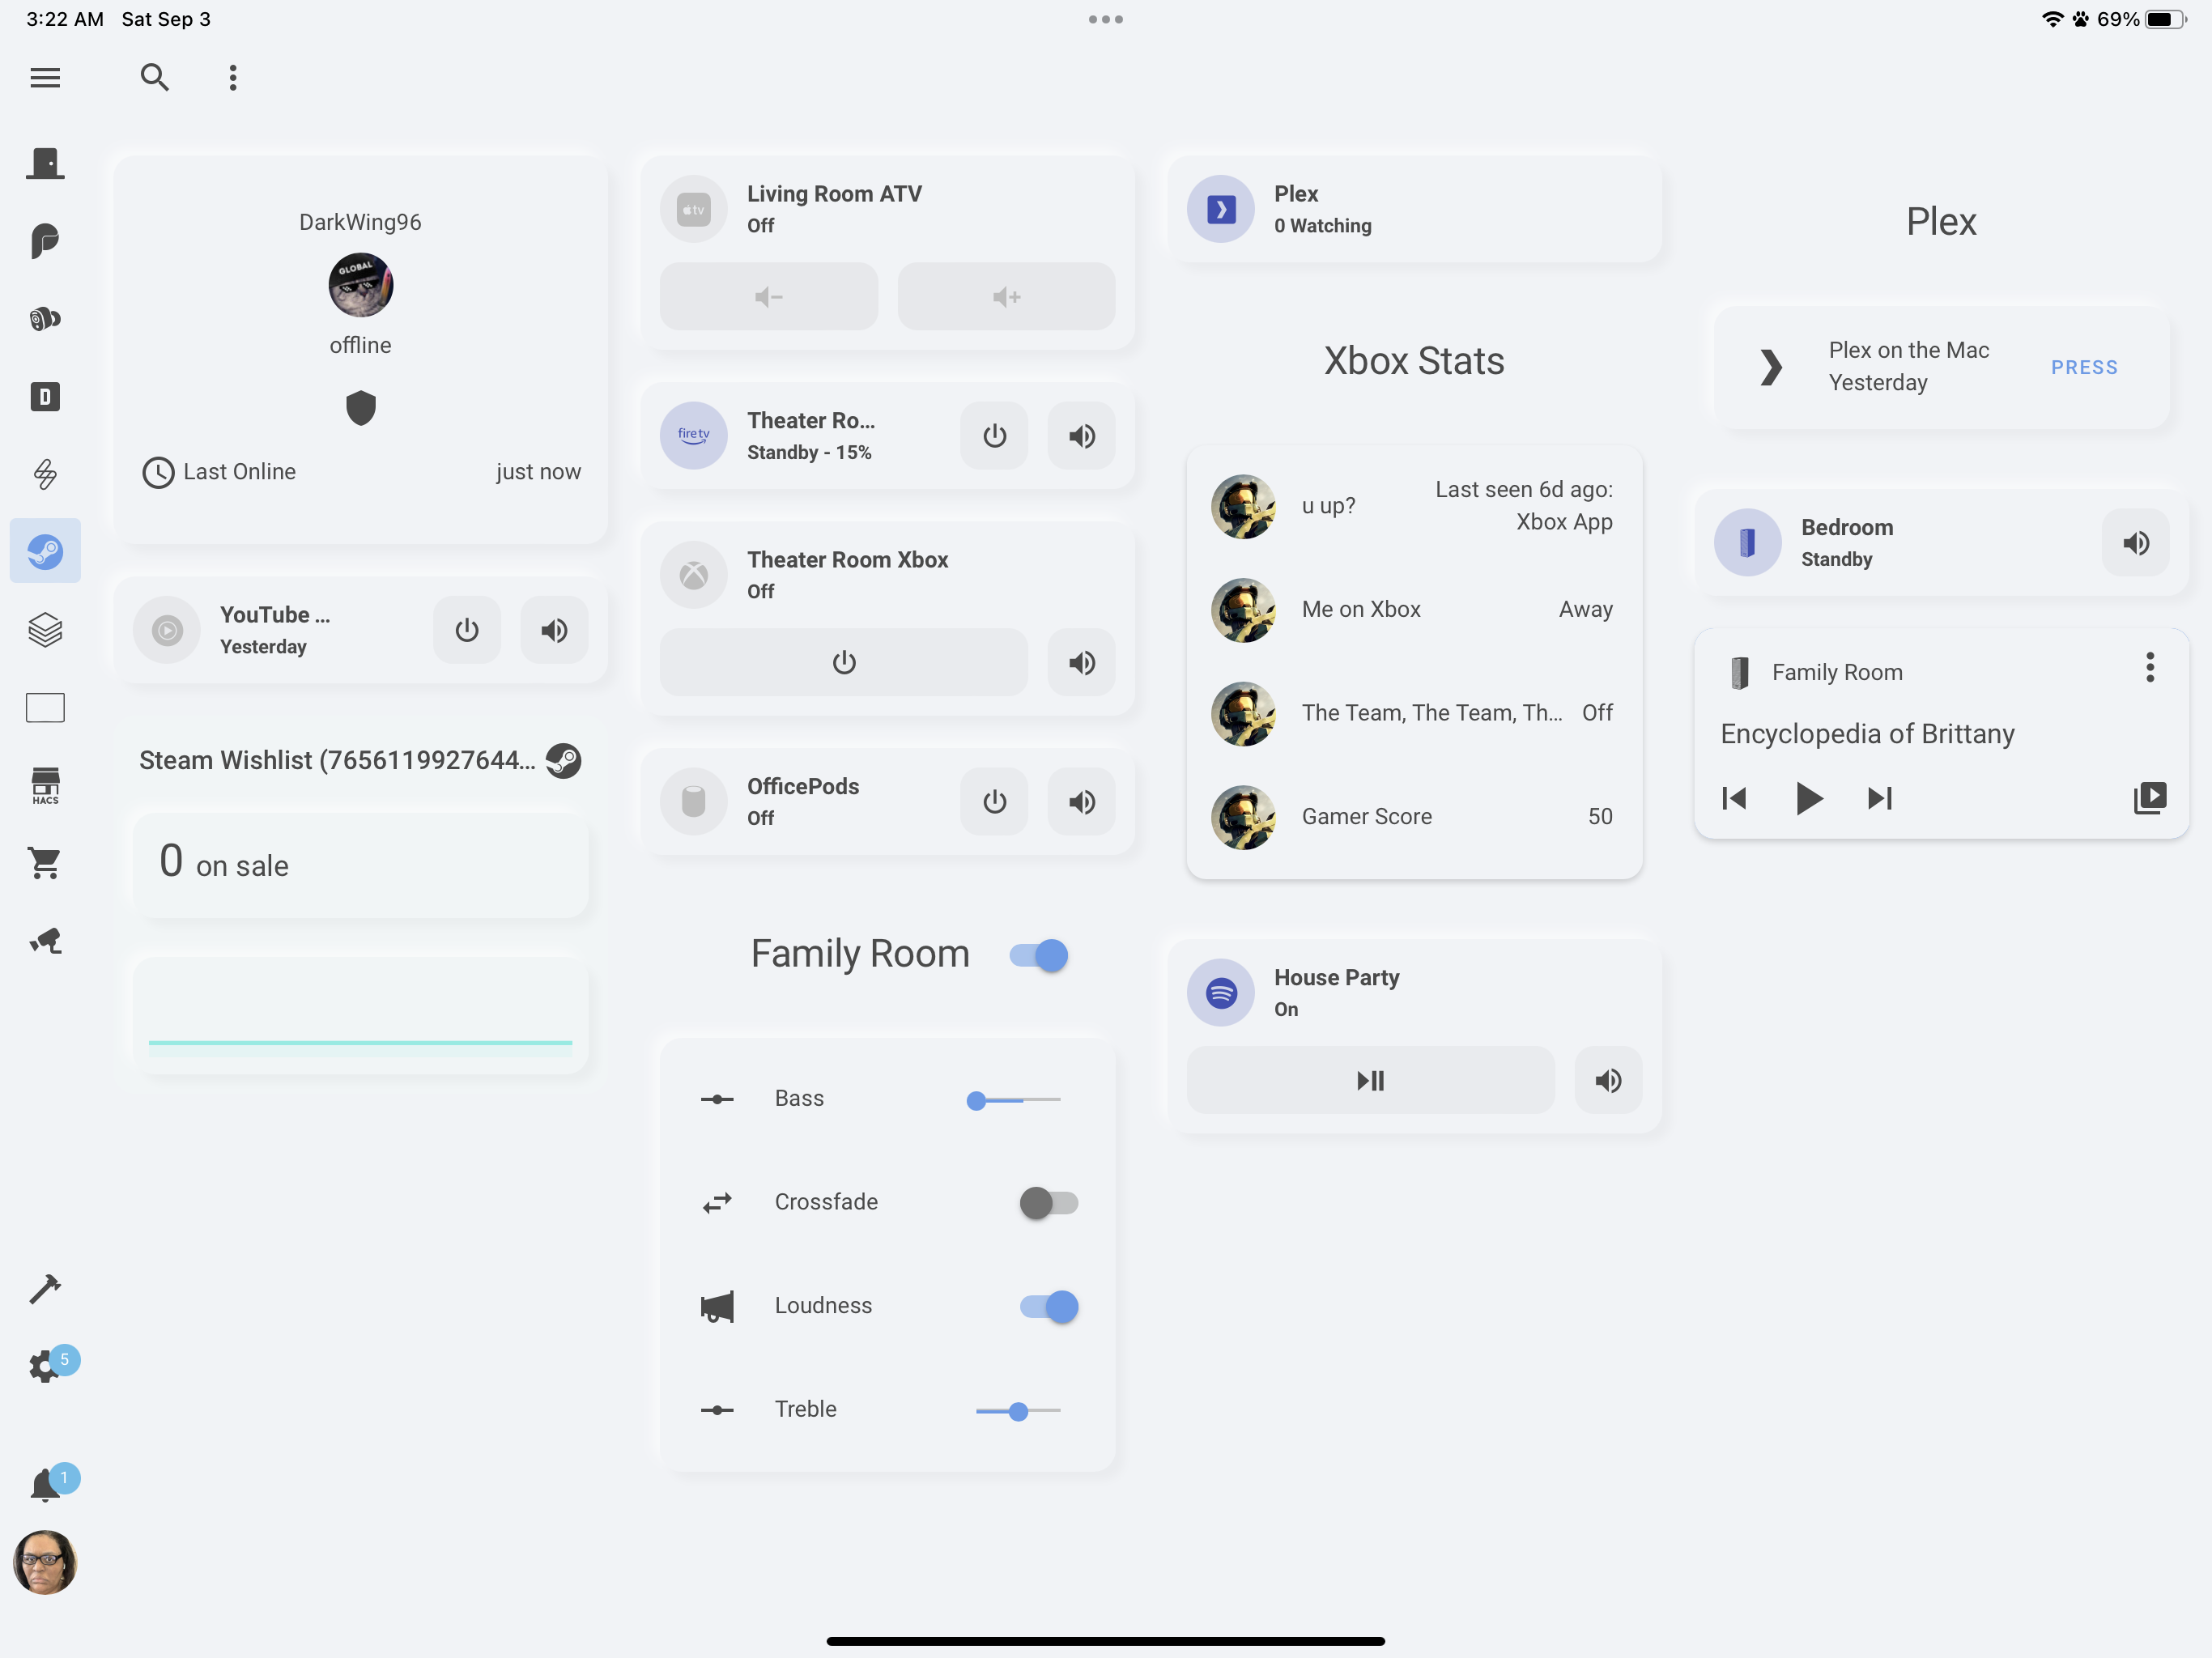 3:22 AM Sat Sep 3
69%
DarkWing96
GLOBAL
offline
Last Online just now
YouTube ...
Yesterday
Steam Wishlist (7656119927644...
0 on sale
Living Room ATV
Off
tv
Theater Ro...
Standby - 15%
fire tv
Theater Room Xbox
Off
OfficePods
Off
Family Room
Bass
Crossfade
Loudness
Treble
Plex
0 Watching
Xbox Stats
u up? Last seen 6d ago:
Xbox App
Me on Xbox Away
The Team, The Team, Th... Off
Gamer Score 50
House Party
On
Plex
Plex on the Mac
Yesterday
PRESS
Bedroom
Standby
Family Room
Encyclopedia of Brittany
D
HACS
5
1